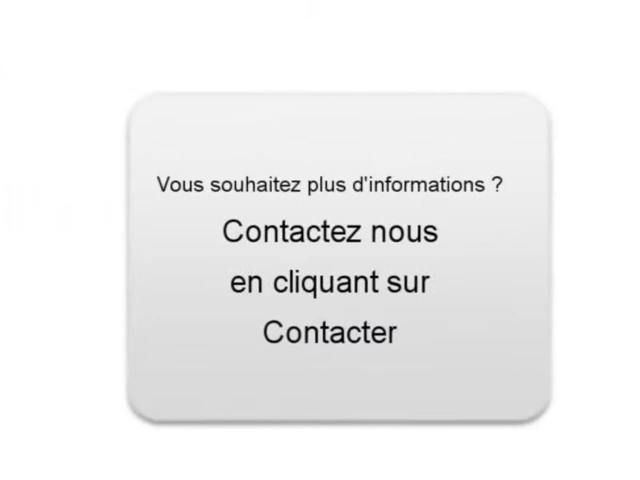 Vous souhaitez plus d'informations ?
Contactez nous
en cliquant sur
Contacter